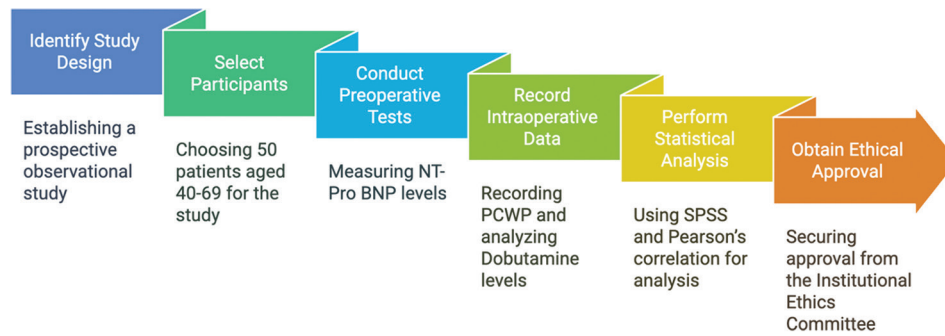 Identify Study
Design
Establishing a
prospective
observational
study
Select
Participants
Choosing 50
patients aged
40-69 for the
study
Conduct
Preoperative
Tests
Measuring NT-
Pro BNP levels
Record
Intraoperative
Data
Recording
PCWP and
analyzing
Dobutamine
levels
Perform
Statistical
Analysis
Using SPSS
and Pearson's
correlation for
analysis
Obtain Ethical
Approval
Securing
approval from
the Institutional
Ethics
Committee